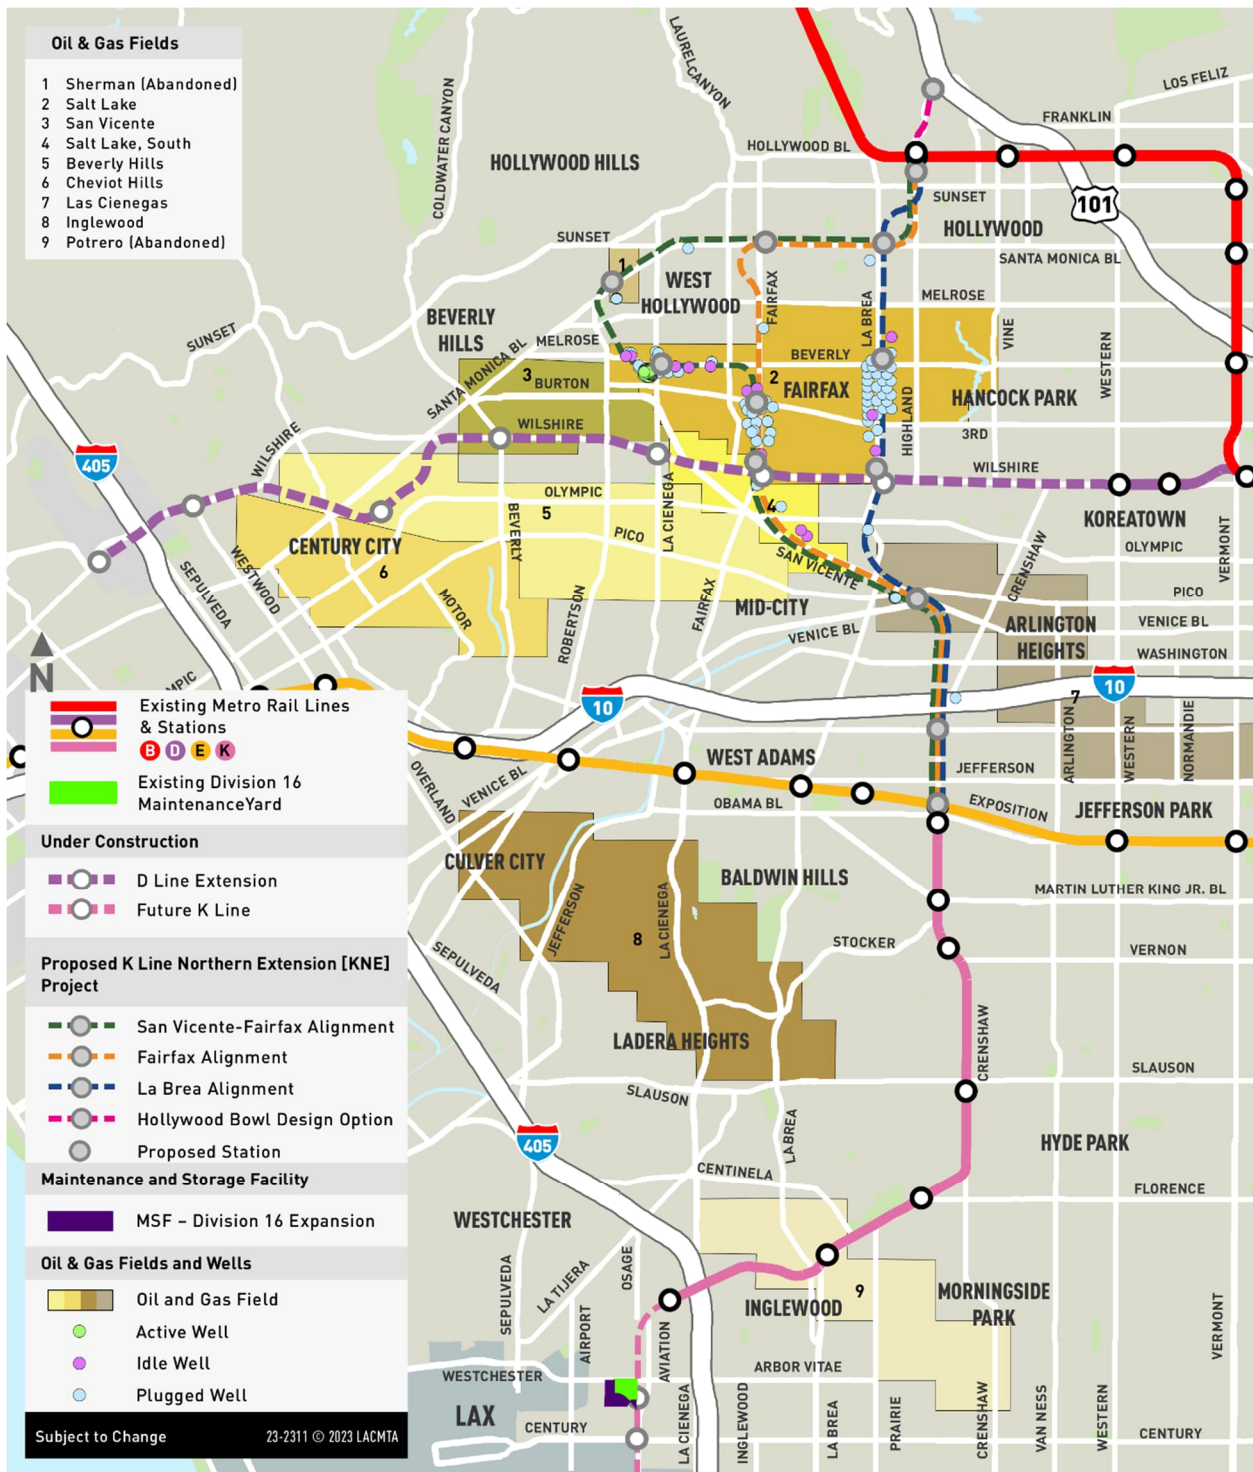 Oil & Gas Fields
1 Sherman (Abandoned)
2 Salt Lake
3 San Vicente
4 Salt Lake, South
5 Beverly Hills
6 Cheviot Hills
7 Las Cienegas
8 Inglewood
9 Potrero (Abandoned)
COLDWATER CANYON
LAUREL CANYON
LOS FELIZ
FRANKLIN
HOLLYWOOD BL
HOLLYWOOD HILLS
101
SUNSET
HOLLYWOOD
SUNSET
SANTA MONICA BL
1
WEST
HOLLYWOOD
FAIRFAX
LA BREA
MELROSE
VINE
WESTERN
BEVERLY
HILLS
SUNSET
SANTA MONICA BL
MELROSE
BEVERLY
3
BURTON
2
FAIRFAX
HANCOCK PARK
HIGHLAND
WILSHIRE
3RD
405
WILSHIRE
WILSHIRE
OLYMPIC
LA CIENEGA
4
KOREATOWN
5
BEVERLY
PICO
OLYMPIC
VERMONT
CENTURY CITY
6
SAN VICENTE
CRENSHAW
WESTWOOD
SEPULVEDA
MOTOR
ROBERTSON
FAIRFAX
MID-CITY
PICO
VENICE BL
ARLINGTON
HEIGHTS
VENICE BL
WASHINGTON
N
MPIC
10
7
10
ARLINGTON
WESTERN
NORMANDIE
Existing Metro Rail Lines
& Stations
B D E K
Existing Division 16
MaintenanceYard
OVERLAND
VENICE BL
WEST ADAMS
JEFFERSON
OBAMA BL
EXPOSITION
JEFFERSON PARK
Under Construction
D Line Extension
Future K Line
CULVER CITY
BALDWIN HILLS
MARTIN LUTHER KING JR. BL
JEFFERSON
LA CIENEGA
8
STOCKER
VERNON
SEPULVEDA
Proposed K Line Northern Extension [KNE]
Project
San Vicente-Fairfax Alignment
Fairfax Alignment
La Brea Alignment
Hollywood Bowl Design Option
Proposed Station
LADERA HEIGHTS
CRENSHAW
SLAUSON
SLAUSON
405
LA BREA
HYDE PARK
Maintenance and Storage Facility
MSF – Division 16 Expansion
CENTINELA
FLORENCE
WESTCHESTER
Oil & Gas Fields and Wells
Oil and Gas Field
Active Well
Idle Well
Plugged Well
SEPULVEDA
LA TIJERA
OSAGE
AIRPORT
AVIATION
INGLEWOOD
9
MORNINGSIDE
PARK
VERMONT
WESTCHESTER
ARBOR VITAE
LAX
CENTURY
LA CIENEGA
INGLEWOOD
LA BREA
PRAIRIE
CRENSHAW
VAN NESS
WESTERN
CENTURY
Subject to Change
23-2311 © 2023 LACMTA